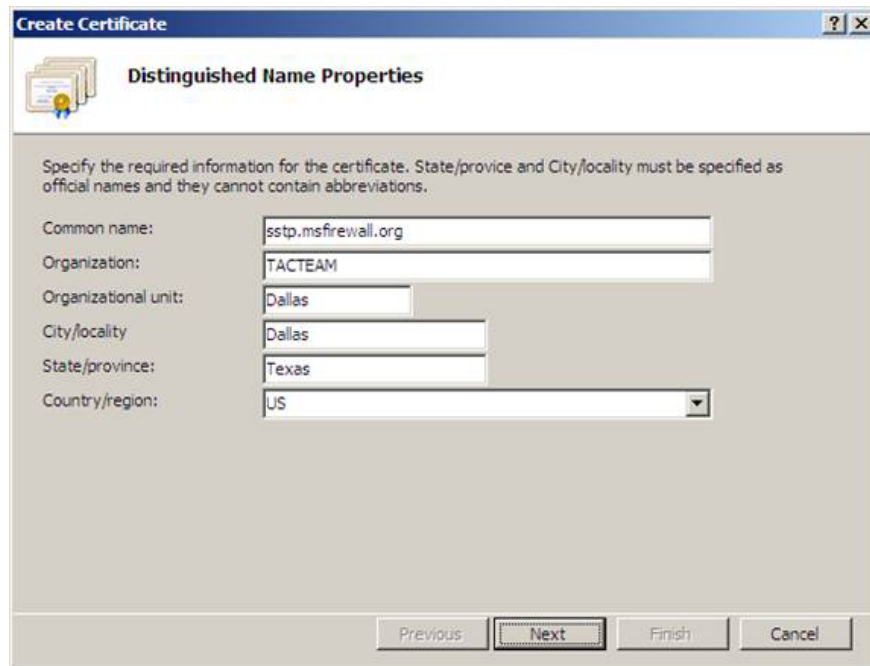 Create Certificate
Distinguished Name Properties
Specify the required information for the certificate. State/provice and City/locality must be specified as
official names and they cannot contain abbreviations.
Common name: sstp.msfirewall.org
Organization: TACTEAM
Organizational unit: Dallas
City/locality Dallas
State/province: Texas
Country/region: US
Previous Next Finish Cancel